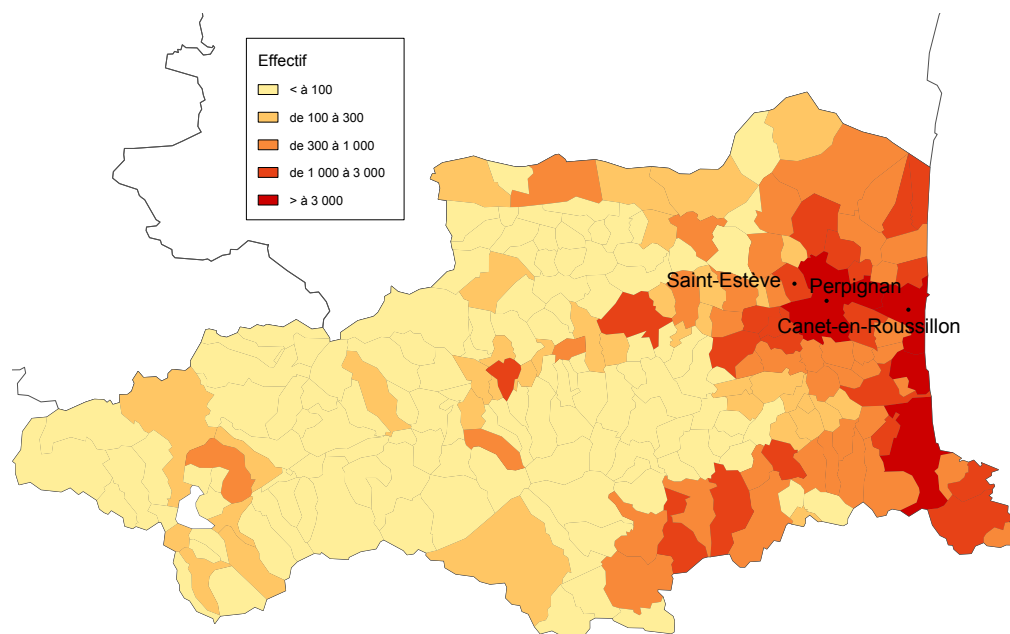 Effectif
< à 100
de 100 à 300
de 300 à 1 000
de 1 000 à 3 000
> à 3 000
Saint-Estève
Perpignan
Canet-en-Roussillon